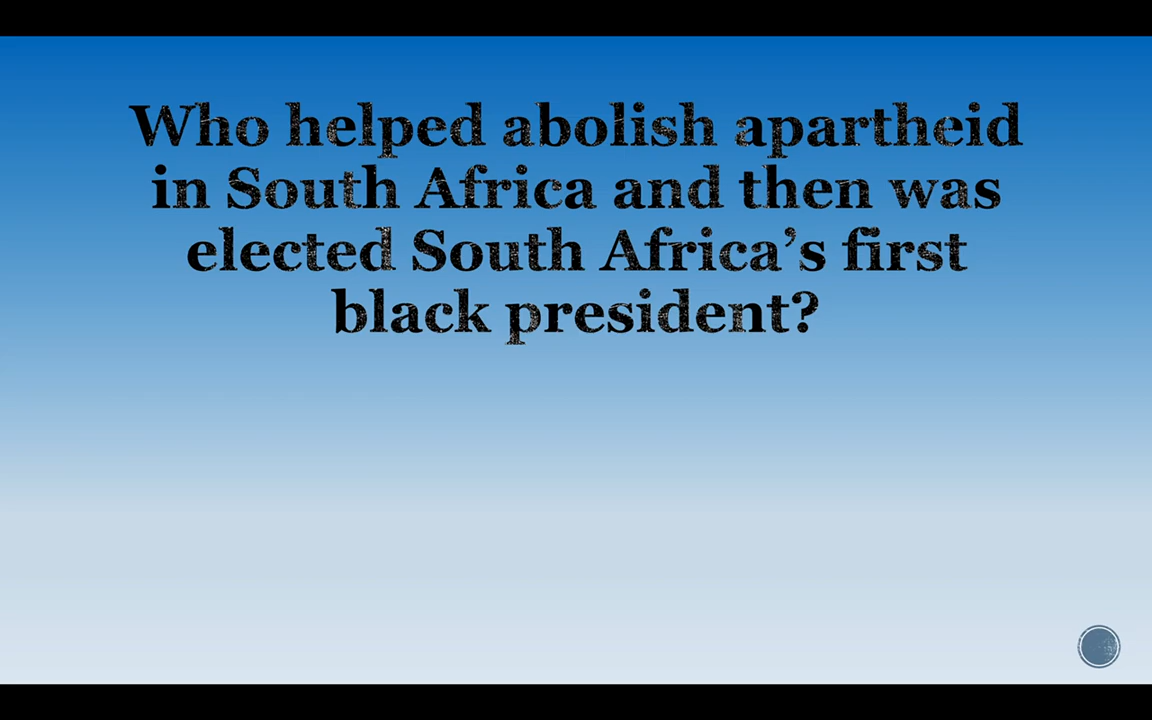 Who helped abolish apartheid
in South Africa and then was
elected South Africa’s first
black president?